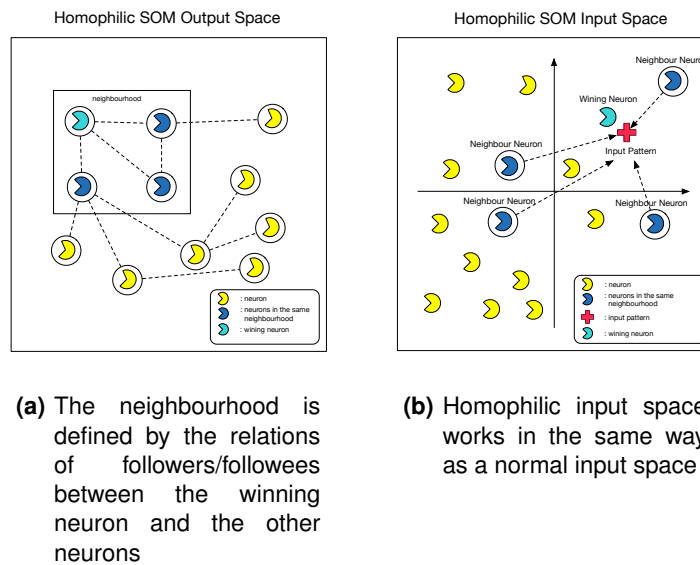 Homophilic SOM Output Space
neighbourhood
: neuron
: neurons in the same
neighbourhood
: wining neuron
(a) The neighbourhood is
defined by the relations
of followers/followees
between the winning
neuron and the other
neurons
Homophilic SOM Input Space
Neighbour Neuron
Wining Neuron
Neighbour Neuron
Input Pattern
Neighbour Neuron
Neighbour Neuron
: neuron
: neurons in the same
neighbourhood
: input pattern
: wining neuron
(b) Homophilic input space
works in the same way
as a normal input space